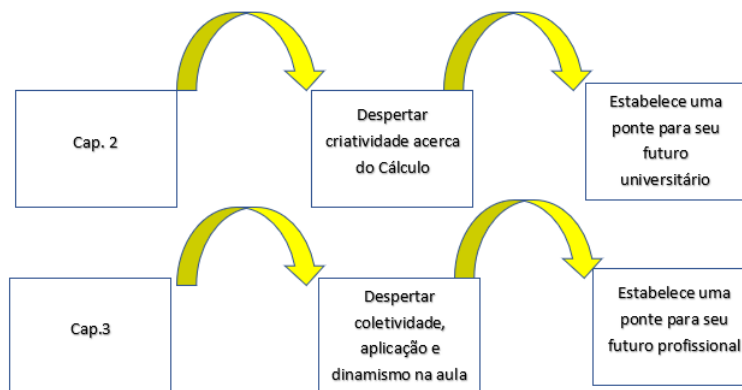 Cap. 2
Despertar
criatividade acerca
do Cálculo
Estabelece uma
ponte para seu
futuro
universitário
Cap.3
Despertar
coletividade,
aplicação e
dinamismo na aula
Estabelece uma
ponte para seu
futuro profissional